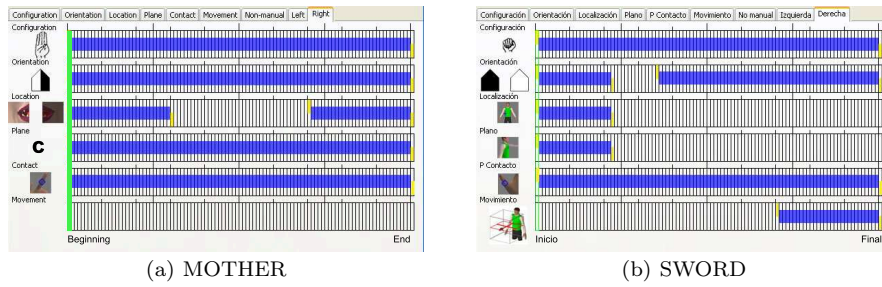 Configuration Orientation Location Plane Contact Movement Non-manual Left Right
Configuration
Orientation
Location
Plane
C
Contact
Movement
Beginning End
(a) MOTHER
Configuración Orientación Localización Plano P Contacto Movimiento No manual Izquierda Derecha
Configuración
Orientación
Localización
Plano
P Contacto
Movimiento
Inicio Final
(b) SWORD